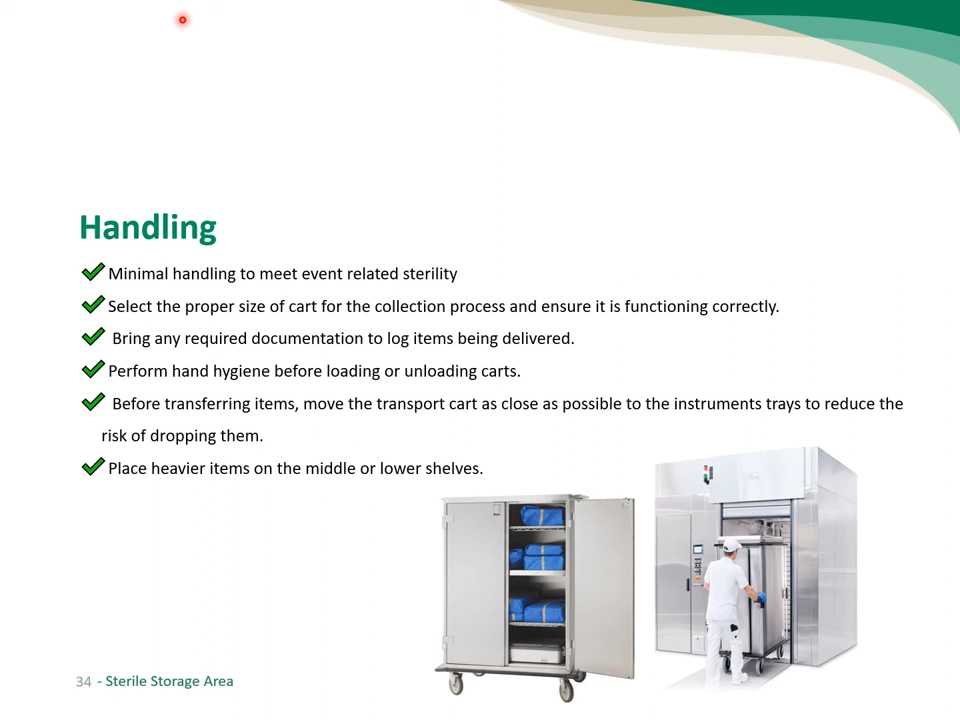 Handling
Minimal handling to meet event related sterility
Select the proper size of cart for the collection process and ensure it is functioning correctly.
Bring any required documentation to log items being delivered.
Perform hand hygiene before loading or unloading carts.
Before transferring items, move the transport cart as close as possible to the instruments trays to reduce the
risk of dropping them.
Place heavier items on the middle or lower shelves.
34 - Sterile Storage Area